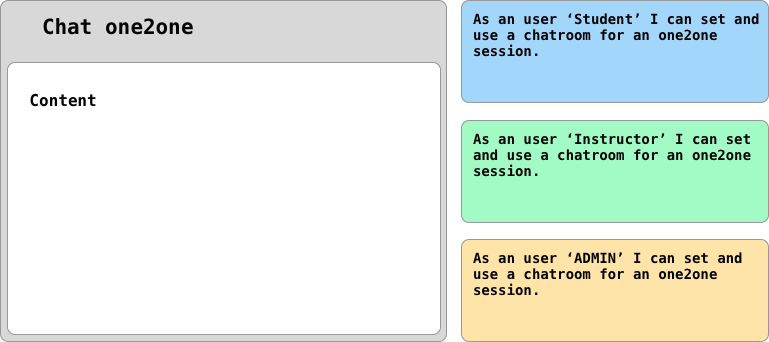 Chat one2one
Content
As an user ‘Student’ I can set and
use a chatroom for an one2one
session.
As an user ‘Instructor’ I can set
and use a chatroom for an one2one
session.
As an user ‘ADMIN’ I can set and
use a chatroom for an one2one
session.